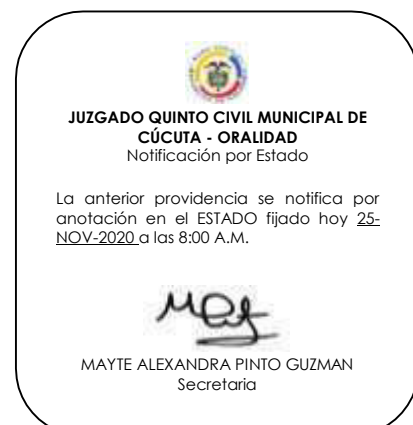 JUZGADO QUINTO CIVIL MUNICIPAL DE
CÚCUTA - ORALIDAD
Notificación por Estado
La anterior providencia se notifica por
anotación en el ESTADO fijado hoy 25-
NOV-2020 a las 8:00 A.M.
MAYTE ALEXANDRA PINTO GUZMAN
Secretaria